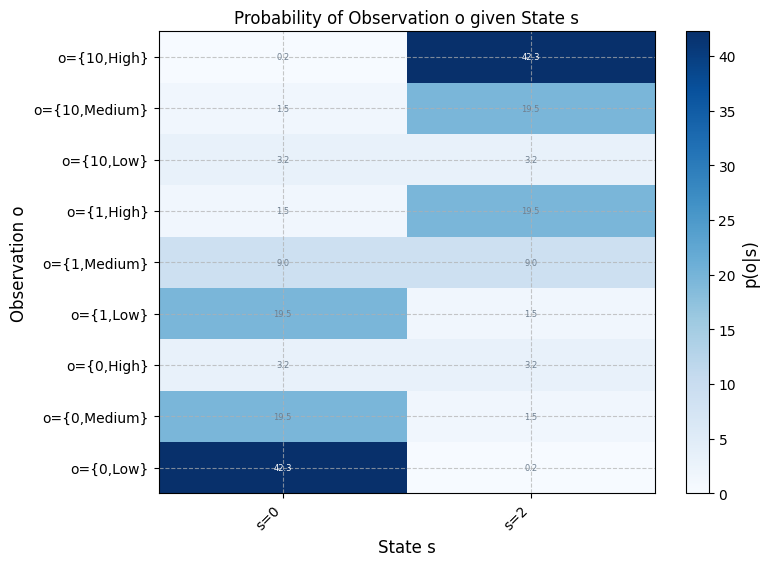 Probability of Observation o given State s
o={10,High} 0.2 42.3
o={10,Medium} 1.5 19.5
o={10,Low} 3.2 3.2
o={1,High} 1.5 19.5
o={1,Medium} 9.0 9.0
o={1,Low} 19.5 1.5
o={0,High} 3.2 3.2
o={0,Medium} 19.5 1.5
o={0,Low} 42.3 0.2
s=0 s=2
State s
Observation o
40
35
30
25
20
15
10
5
0
p(o|s)